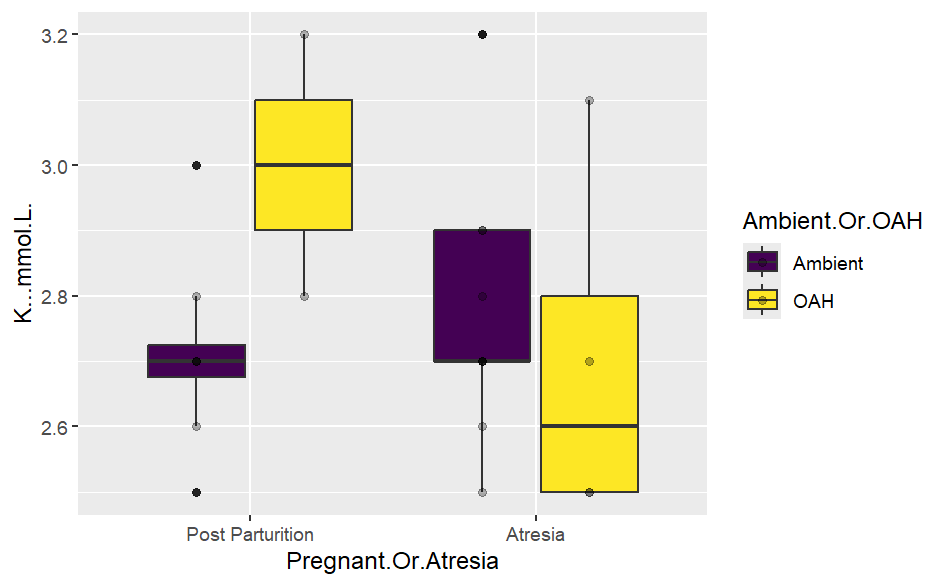 3.2
3.0
2.8
2.6
K..mmol.L.
Post Parturition
Atresia
Pregnant.Or.Atresia
Ambient.Or.OAH
Ambient
OAH